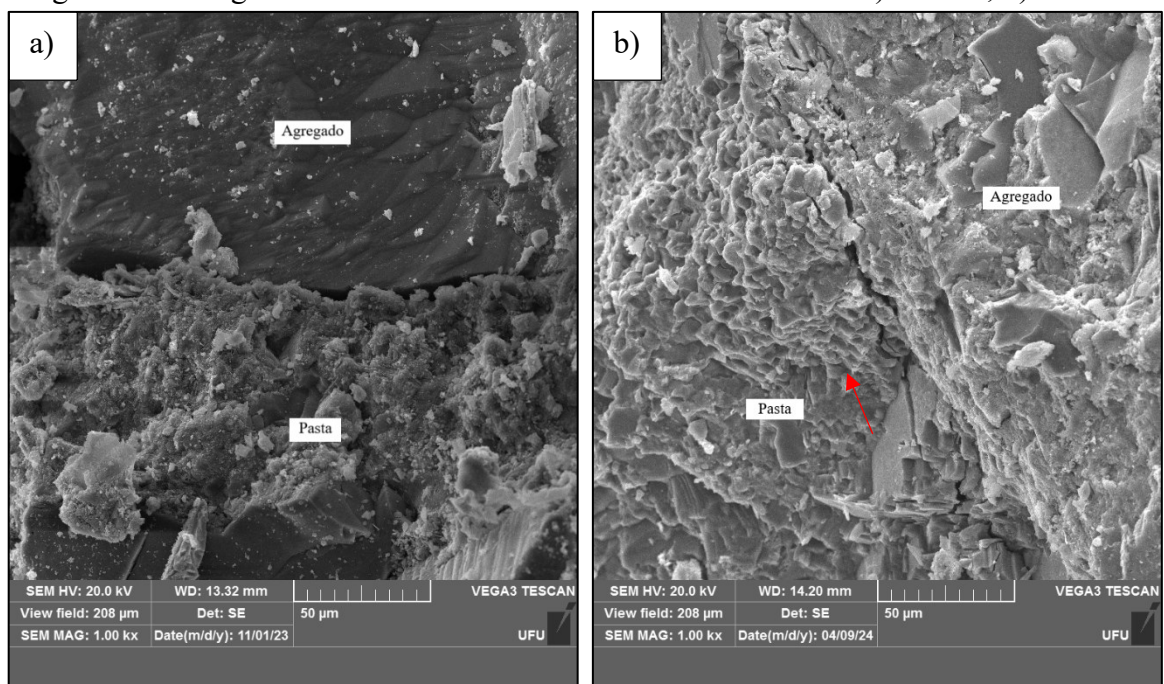 a)
Agregado
Pasta
SEM HV: 20.0 kV WD: 13.32 mm VEGA3 TESCAN
View field: 208 µm Det: SE 50 µm
SEM MAG: 1.00 kx Date(m/d/y): 11/01/23 UFU
b)
Agregado
Pasta
SEM HV: 20.0 kV WD: 14.20 mm VEGA3 TESCAN
View field: 208 µm Det: SE 50 µm
SEM MAG: 1.00 kx Date(m/d/y): 04/09/24 UFU